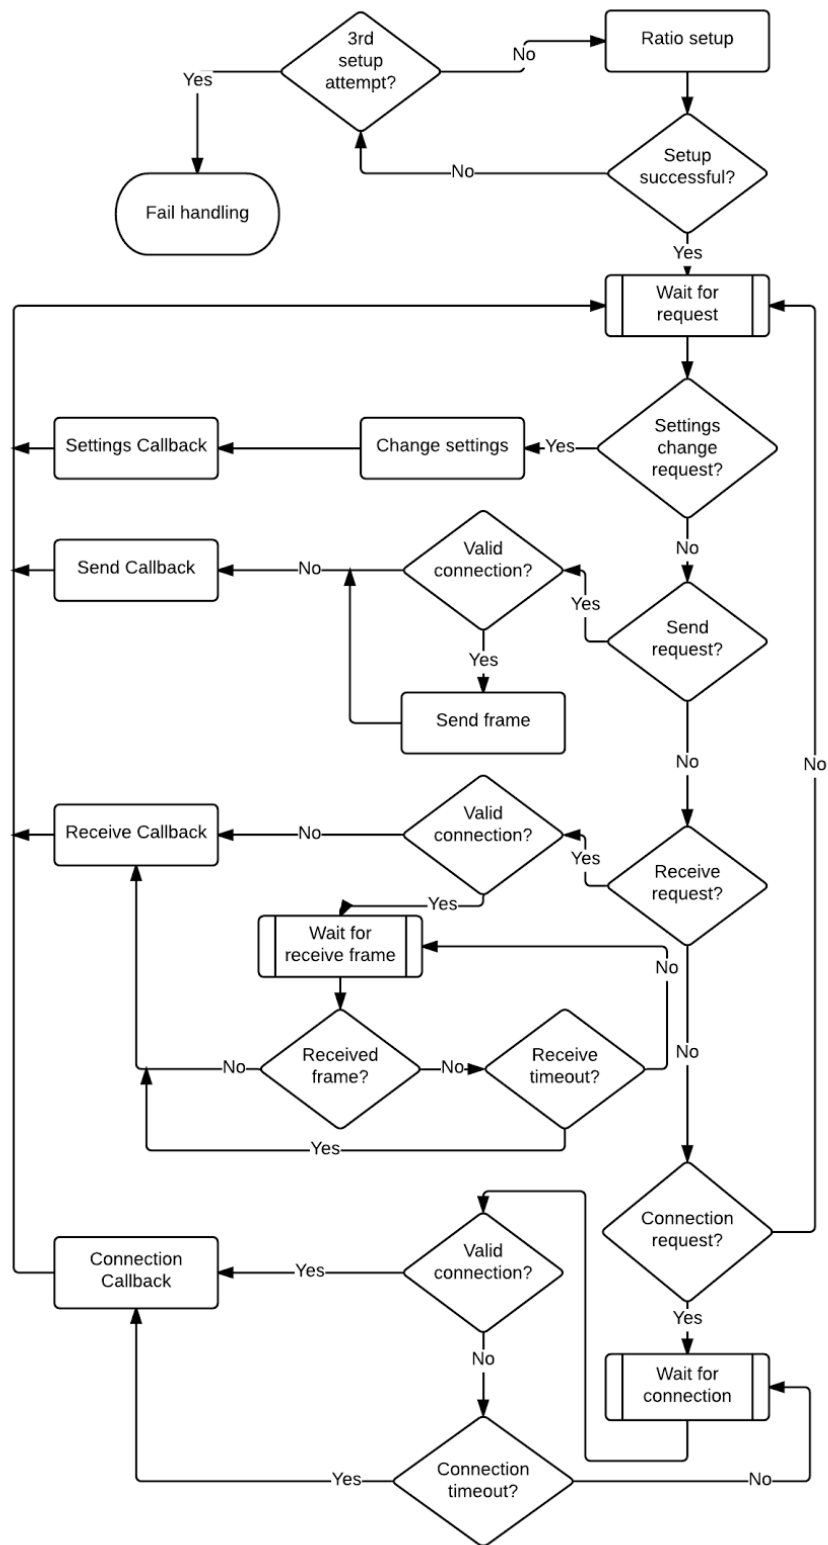 3rd
setup
attempt?
No
Ratio setup
Yes
Setup
successful?
No
Fail handling
Yes
Wait for
request
Settings Callback
Change settings
Yes
Settings
change
request?
No
Send Callback
No
Valid
connection?
Yes
Send
request?
Yes
Send frame
No
No
Receive Callback
No
Valid
connection?
Yes
Receive
request?
Yes
Wait for
receive frame
No
No
Received
frame?
No
No
Receive
timeout?
Yes
Connection
request?
Connection
Callback
Yes
Valid
connection?
Yes
No
Wait for
connection
Yes
Connection
timeout?
No